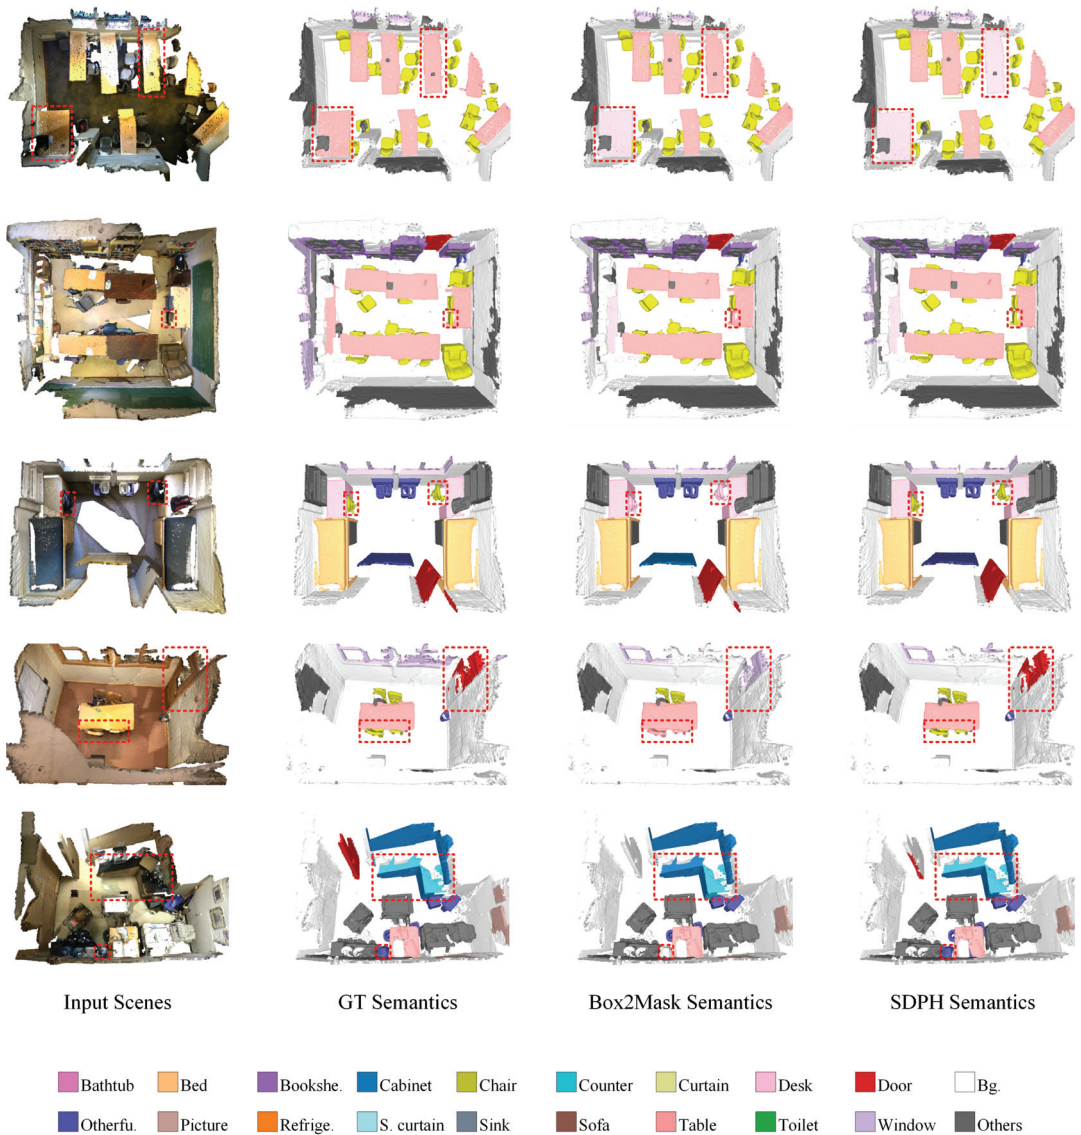 Input Scenes GT Semantics Box2Mask Semantics SDPH Semantics
Bathtub Bed Bookshe. Cabinet Chair Counter Curtain Desk Door Bg.
Otherfu. Picture Refrige. S. curtain Sink Sofa Table Toilet Window Others